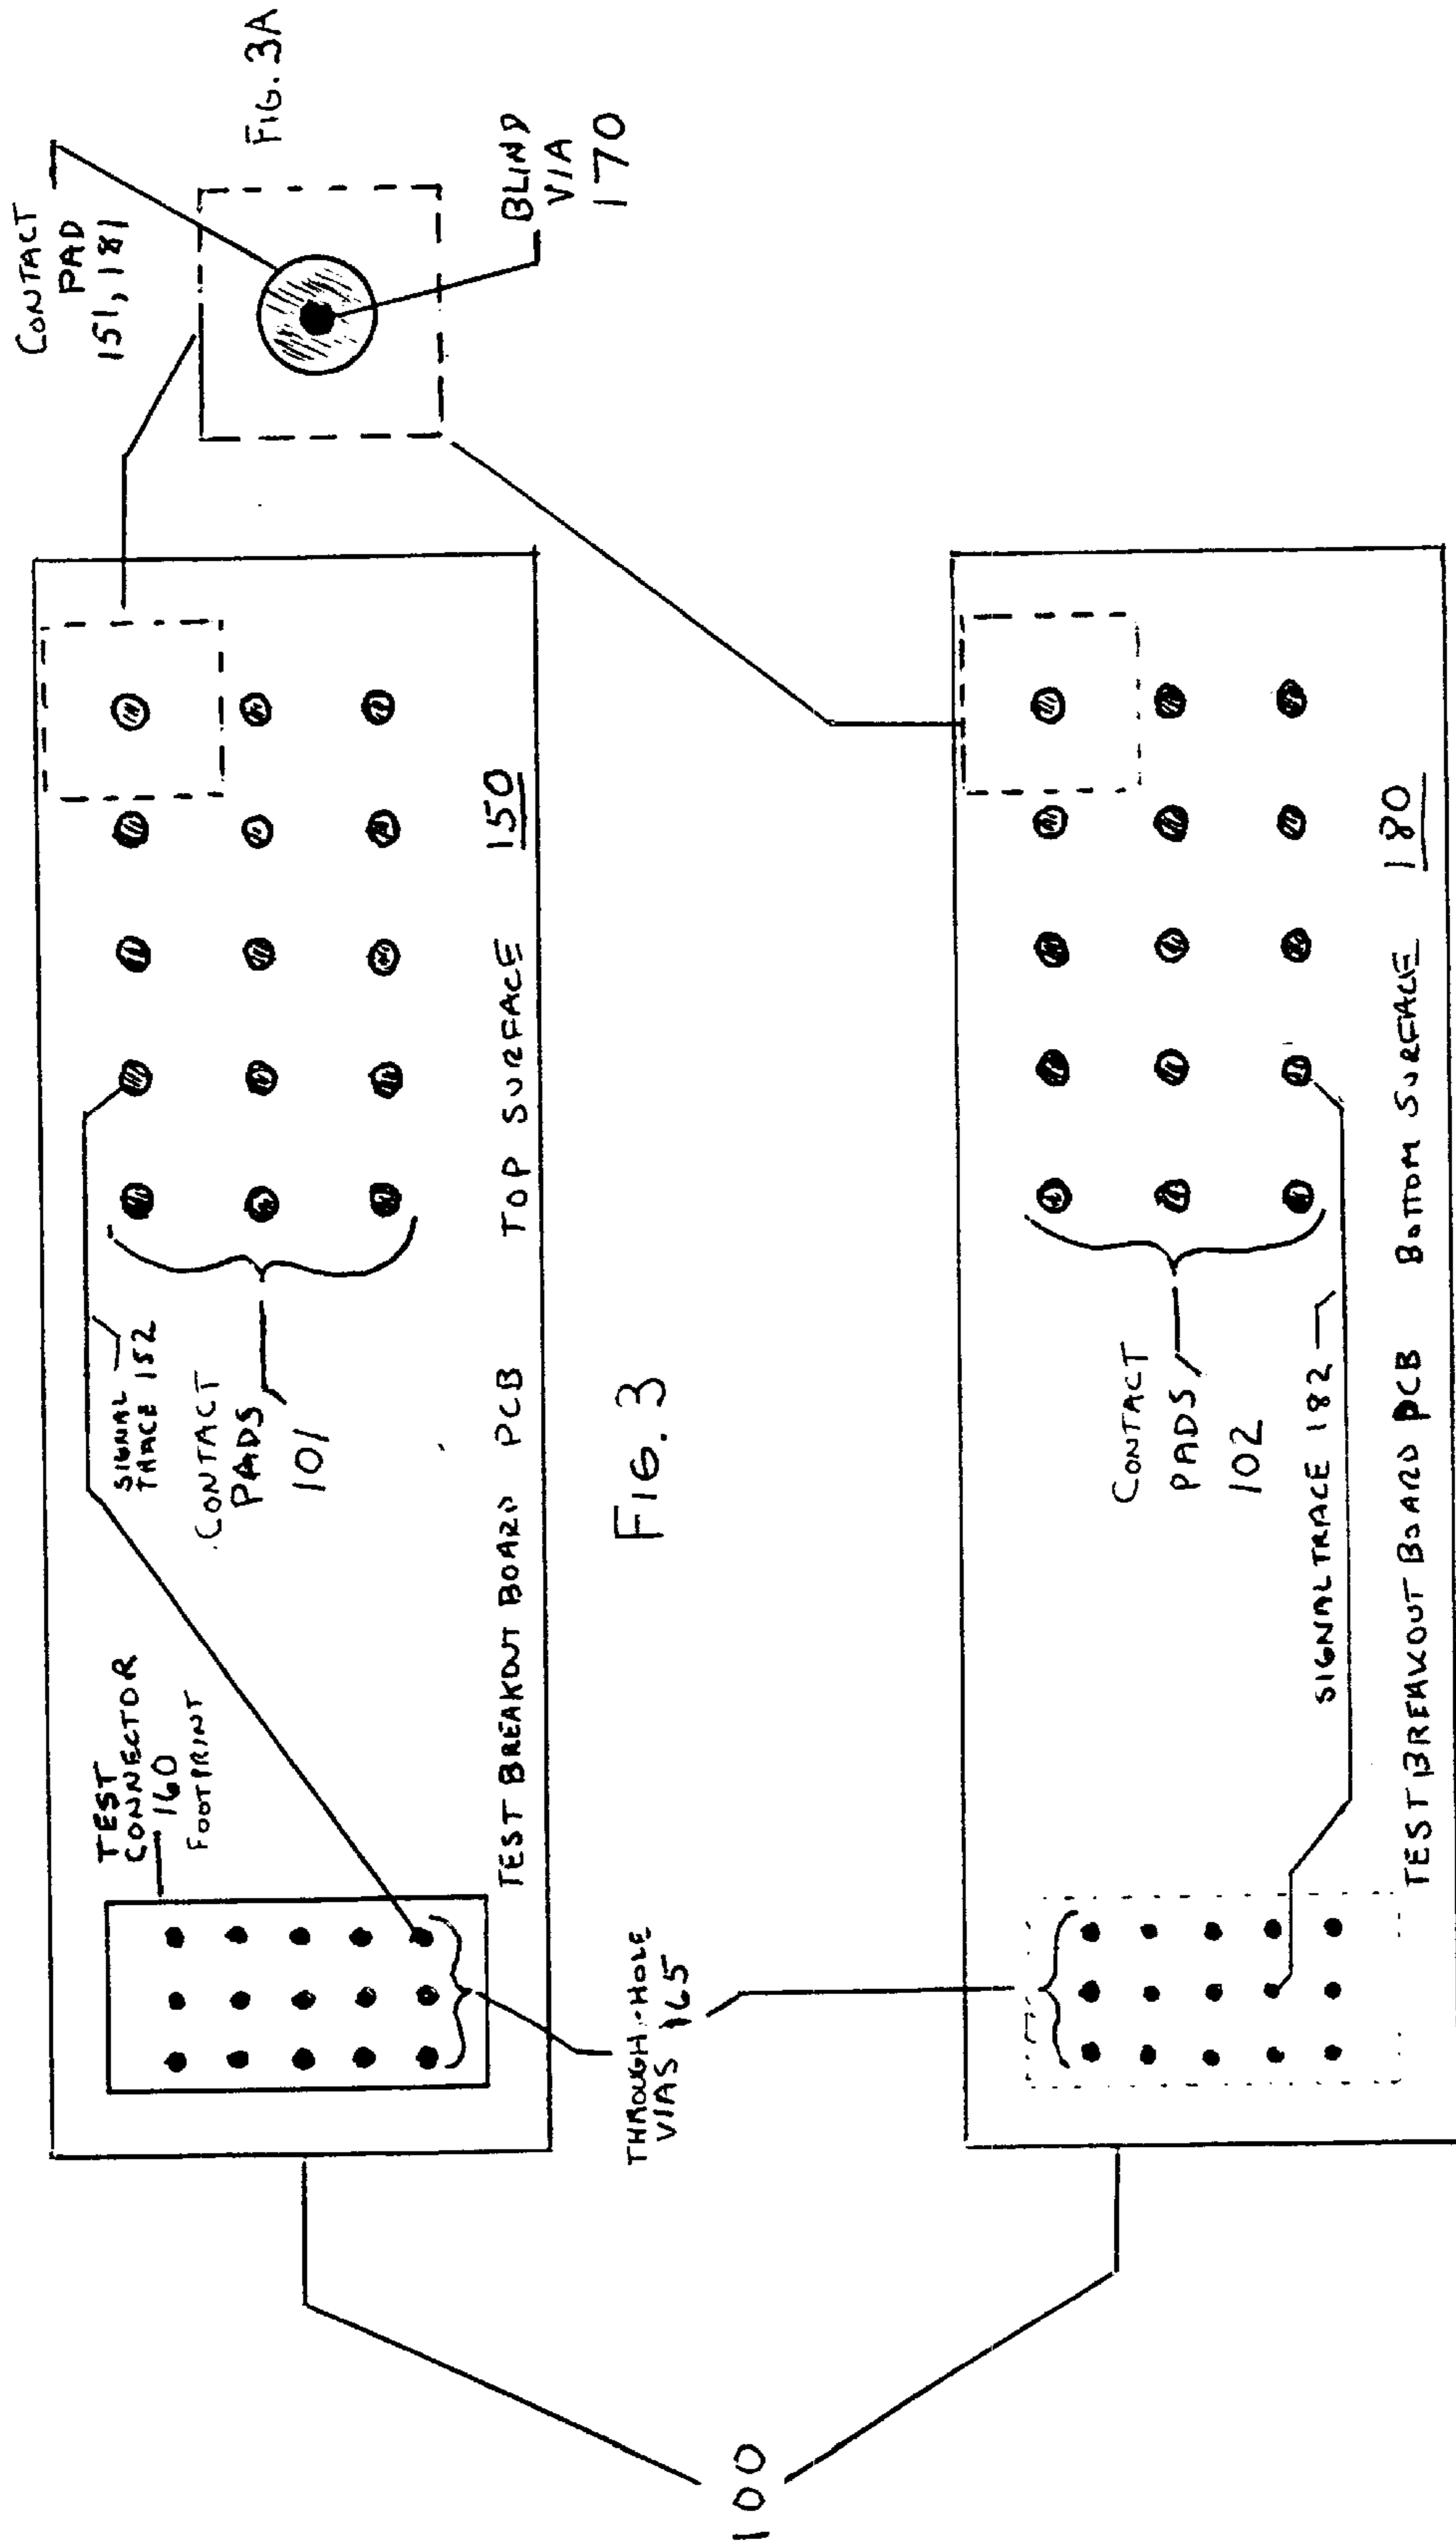 CONTACT
PAD
151, 181
FIG. 3A
BLIND
VIA
170
TEST
CONNECTOR
160
FOOTPRINT
SIGNAL
TRACE 152
CONTACT
PADS
101
TEST BREAKOUT BOARD PCB TOP SURFACE 150
THROUGH-HOLE
VIAS 165
FIG. 3
100
CONTACT
PADS
102
SIGNAL TRACE 182
TEST BREAKOUT BOARD PCB BOTTOM SURFACE 180